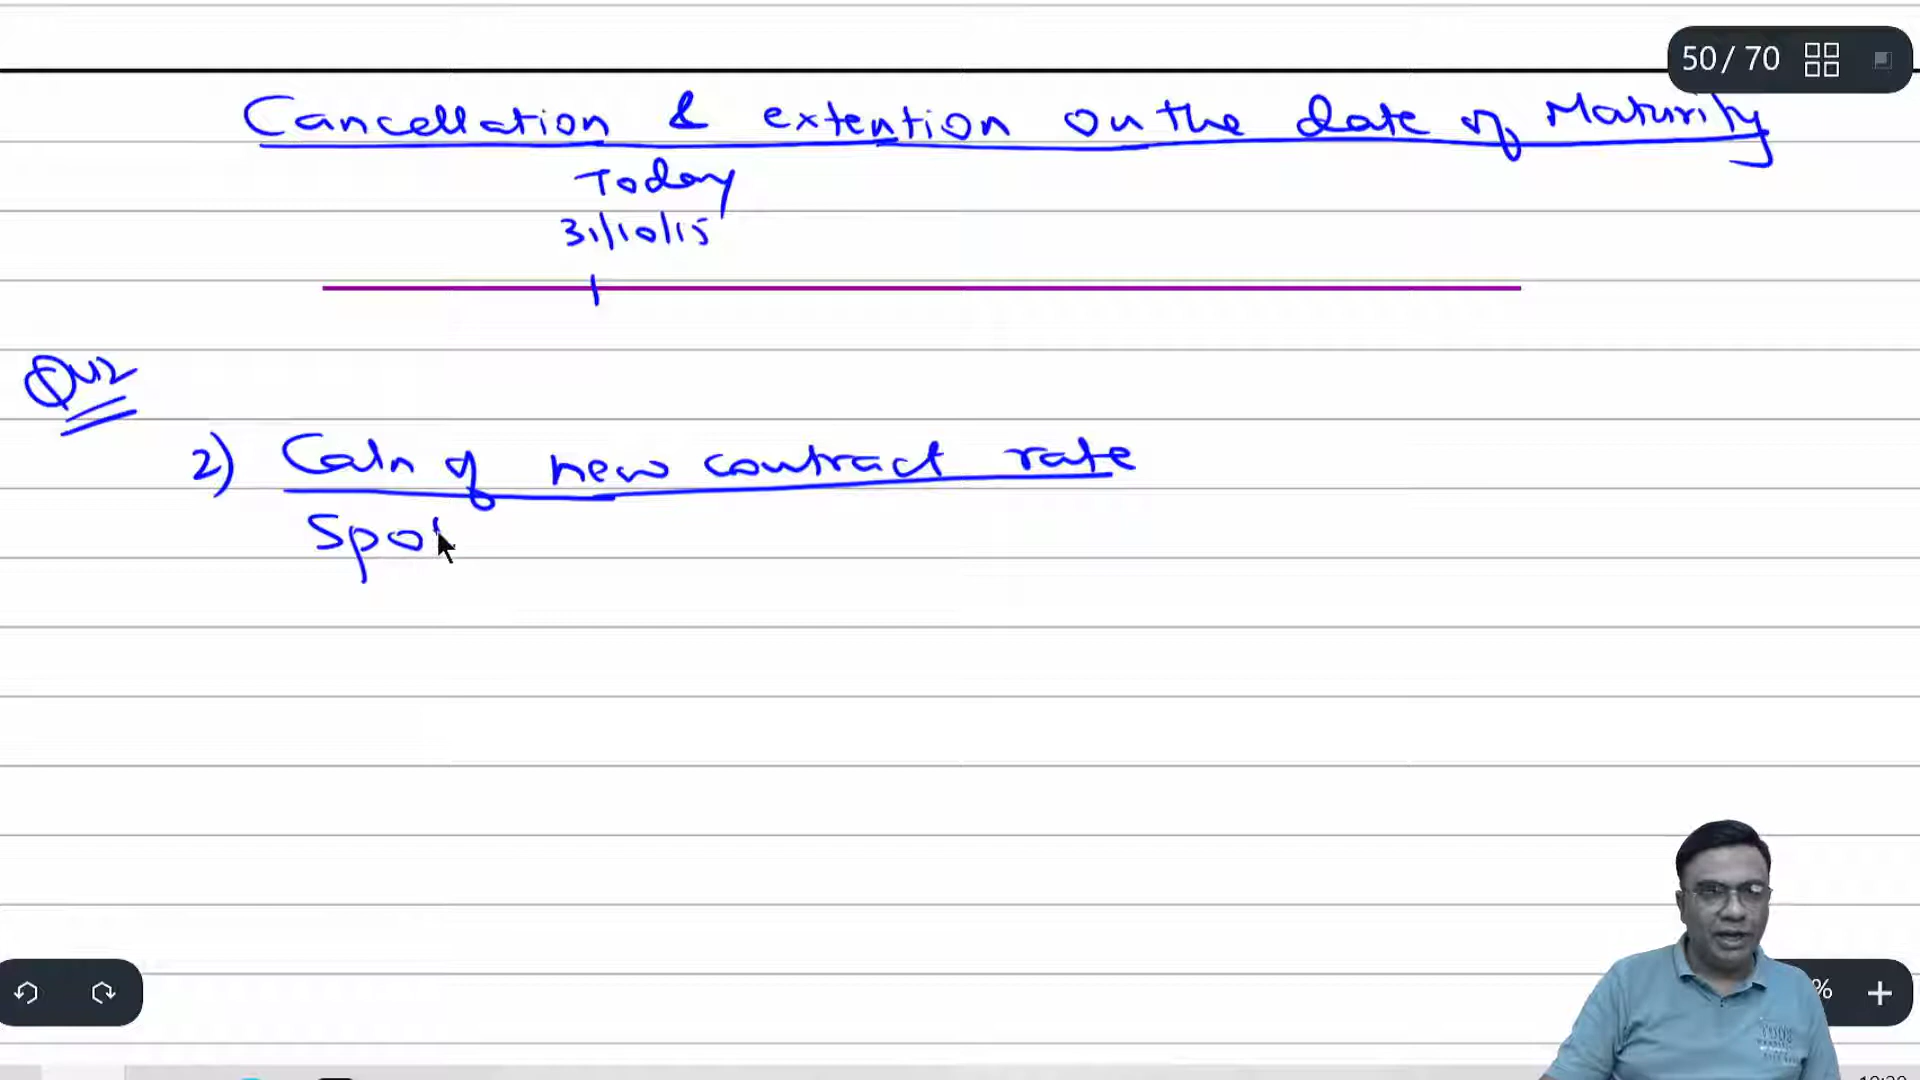 50 / 70
Cancellation & extention on the date of Maturity
Today
31/10/15
2) Caln of new contract rate
Spot
%